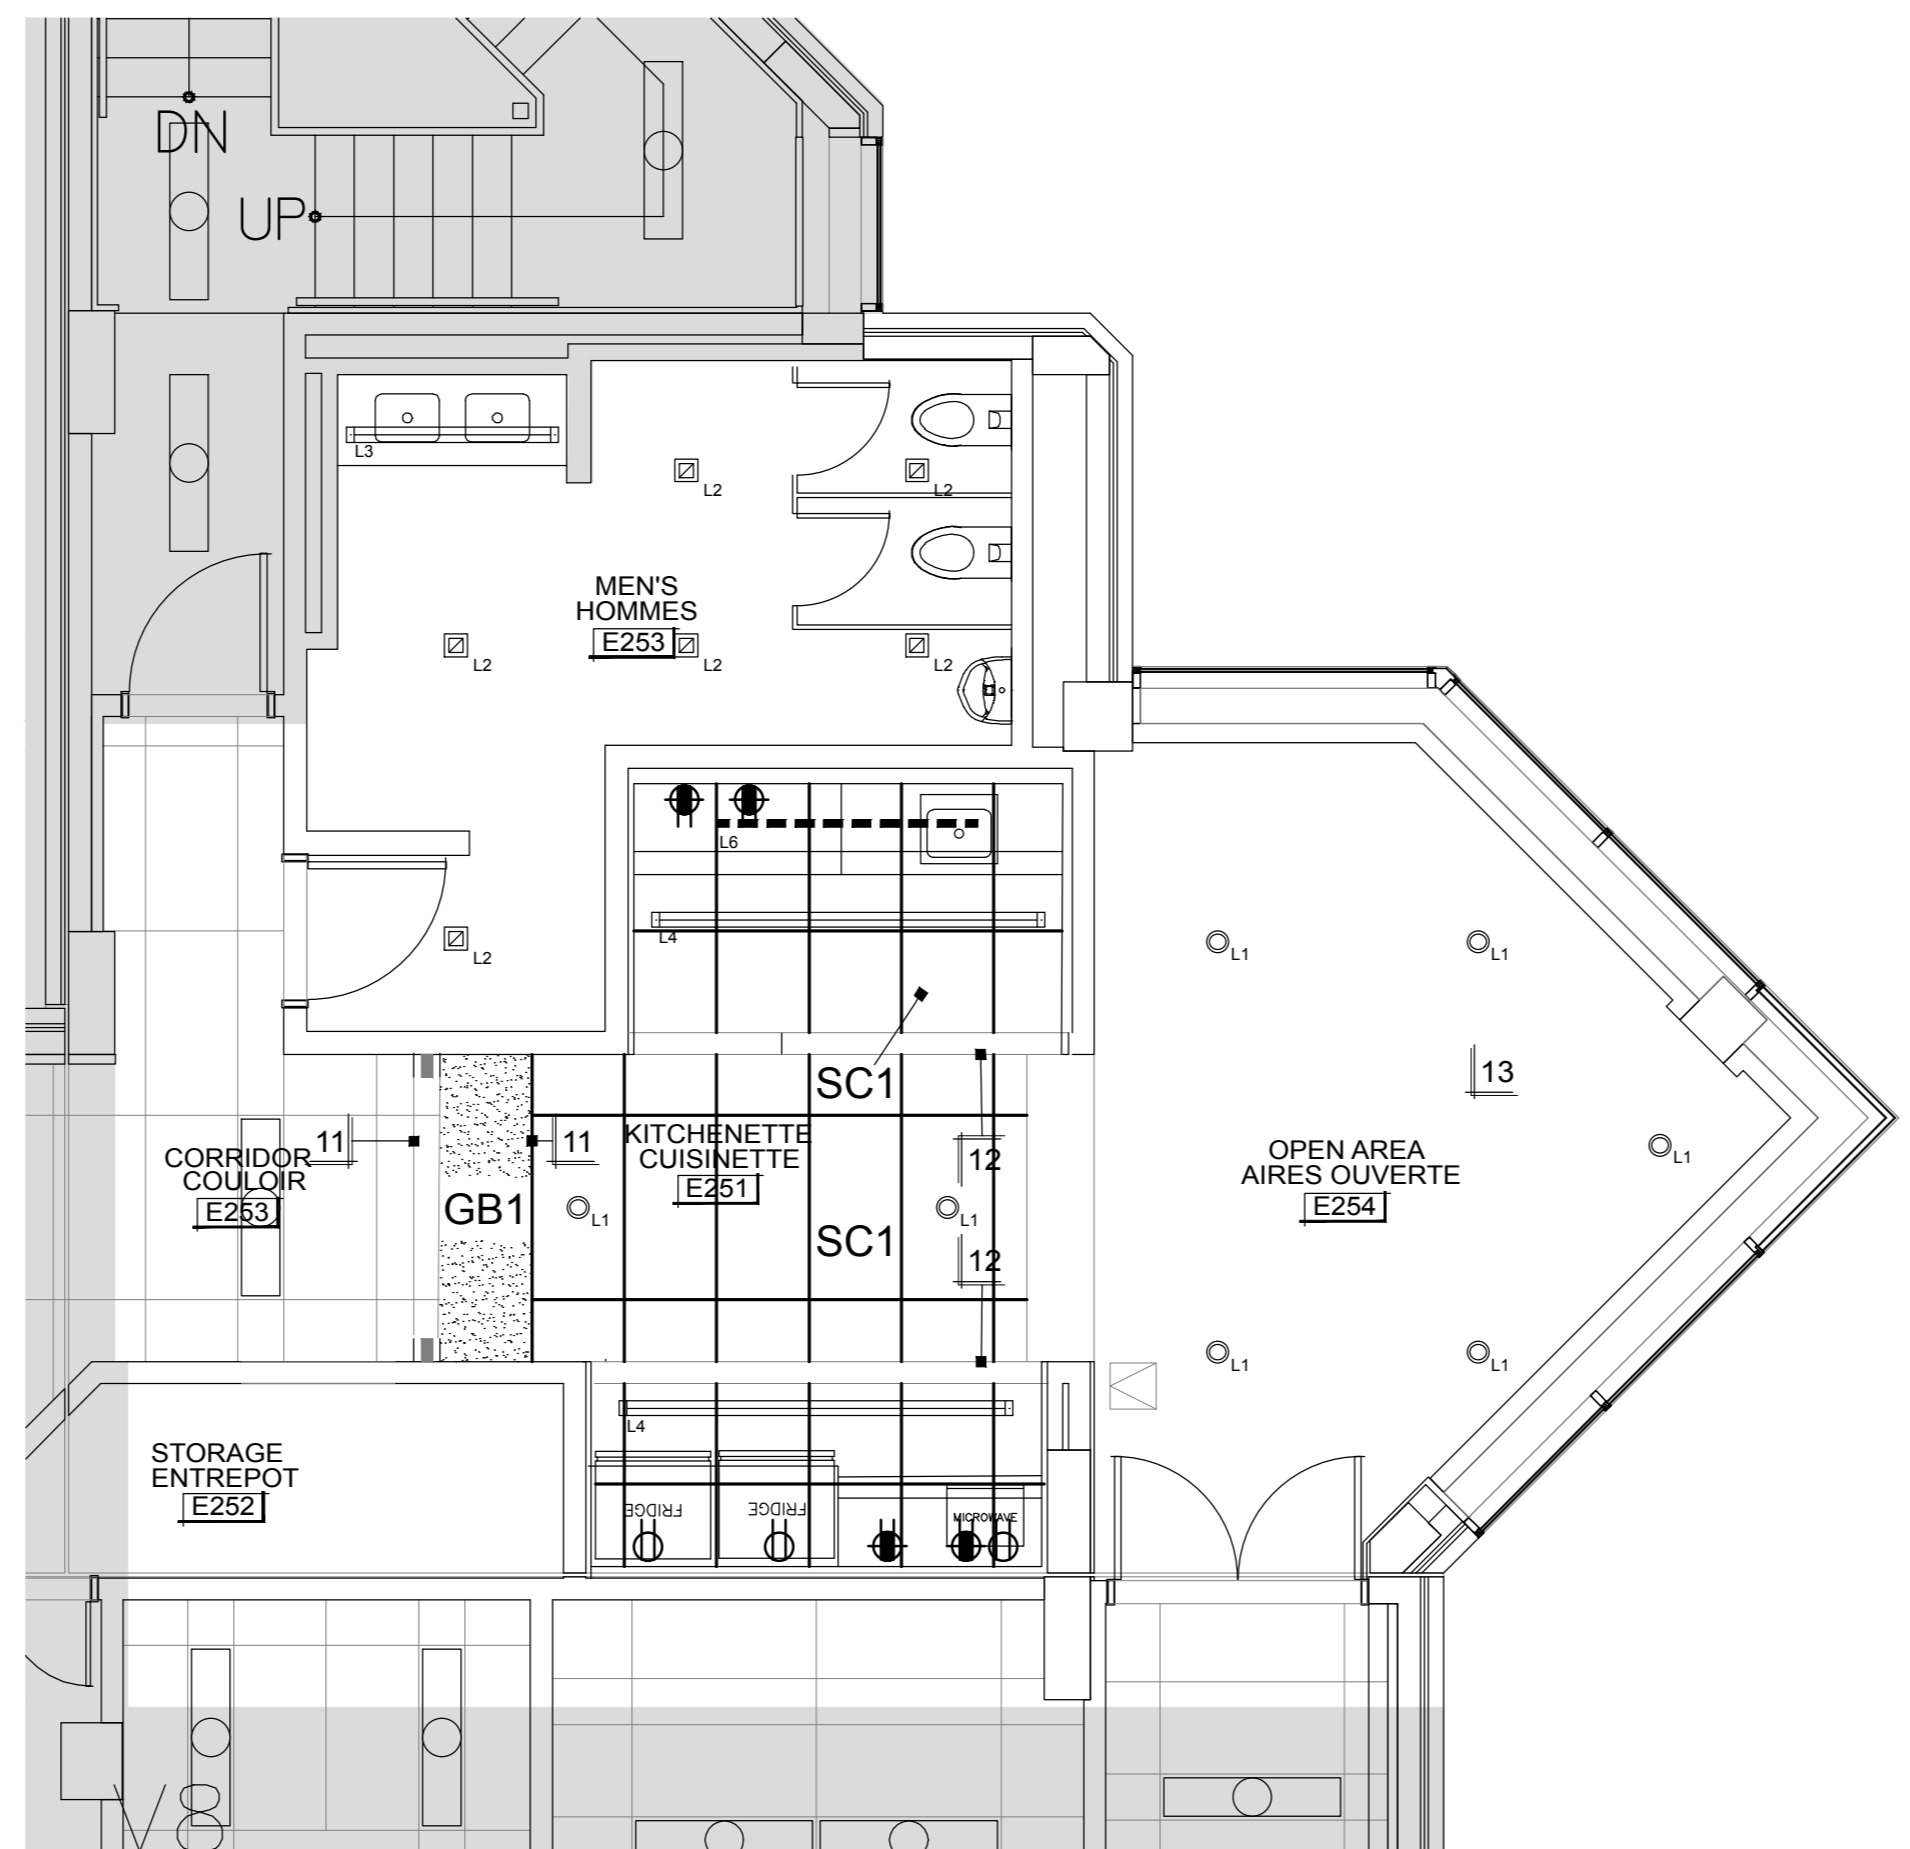 DN
UP
L3
L2
L2
MEN'S
HOMMES
E253
L2
L2
L2
L6
L4
L2
L1
L1
SC1
13
11
11
KITCHENETTE
CUISINETTE
E251
12
CORRIDOR
COULOIR
E253
OPEN AREA
AIRES OUVERTE
E254
L1
GB1
L1
L1
SC1
12
L1
L1
L4
STORAGE
ENTREPOT
E252
FRIDGE
FRIDGE
MICROWAVE
V 8